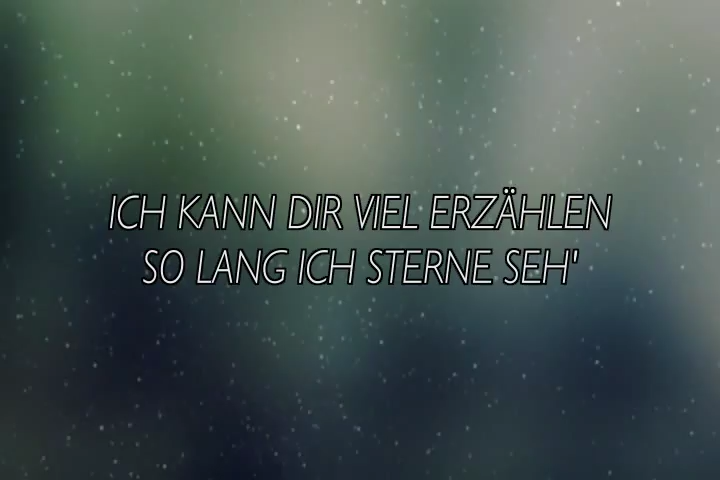 ICH KANN DIR VIEL ERZÄHLEN
SO LANG ICH STERNE SEH'